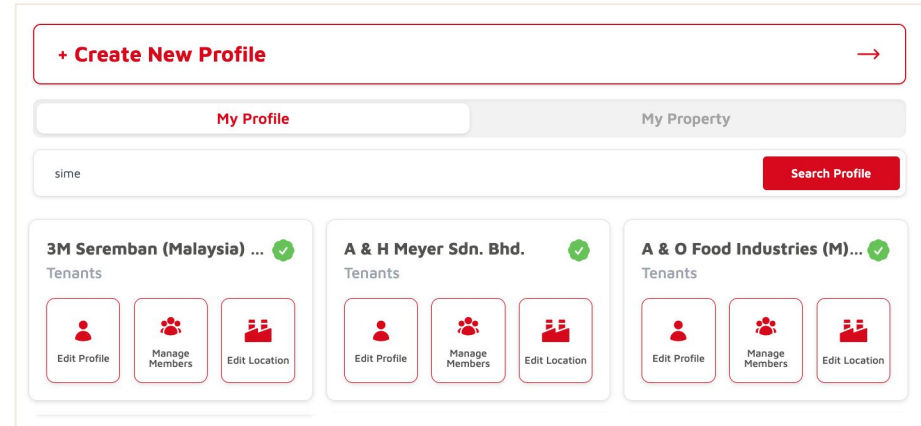 + Create New Profile
My Profile
My Property
sime
Search Profile
3M Seremban (Malaysia) ...
Tenants
Edit Profile
Manage
Members
Edit Location
A & H Meyer Sdn. Bhd.
Tenants
Edit Profile
Manage
Members
Edit Location
A & O Food Industries (M)...
Tenants
Edit Profile
Manage
Members
Edit Location